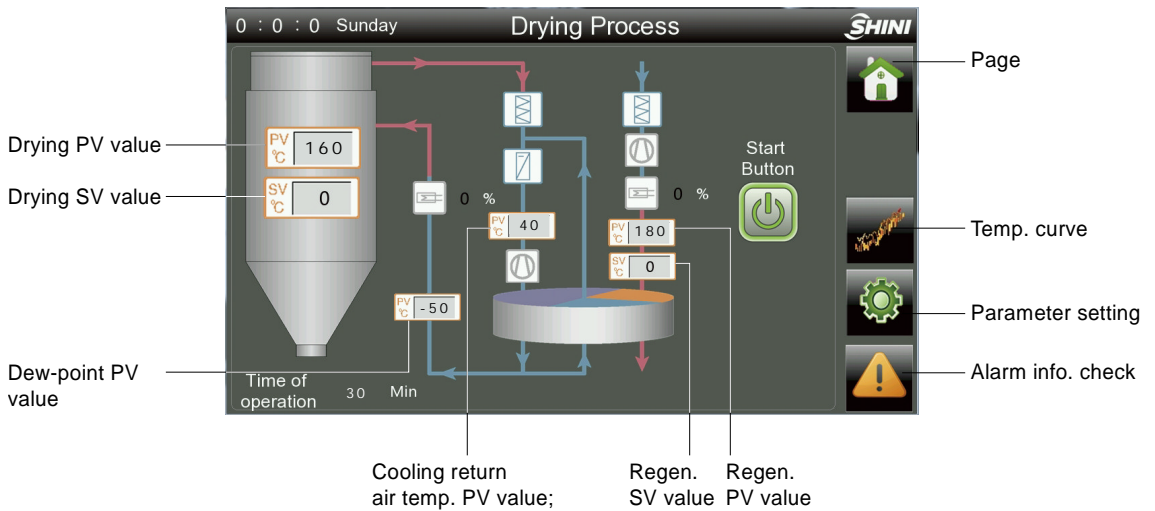 0 : 0 : 0 Sunday
Drying Process
SHINI
Page
Drying PV value
PV
℃
160
Drying SV value
SV
℃
0
0 %
PV
℃
40
0 %
PV
℃
180
SV
℃
0
Start
Button
Temp. curve
PV
℃
-50
Parameter setting
Dew-point PV
value
Time of
operation
30 Min
Alarm info. check
Cooling return
air temp. PV value;
Regen.
SV value
Regen.
PV value